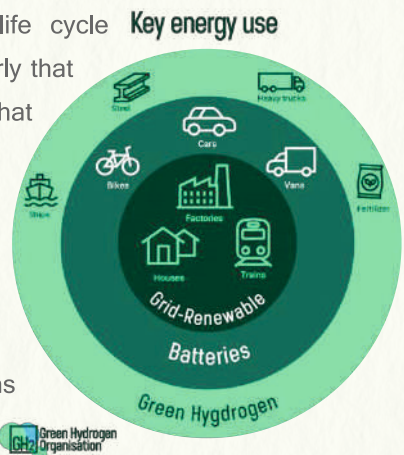 life cycle
rly that
hat
ns
Key energy use
Steel
Heavy trucks
Cars
Bikes
Vans
Ships
Fertilizer
Factories
Houses
Trains
Grid-Renewable
Batteries
Green Hygdrogen
GH2 Green Hydrogen
Organisation